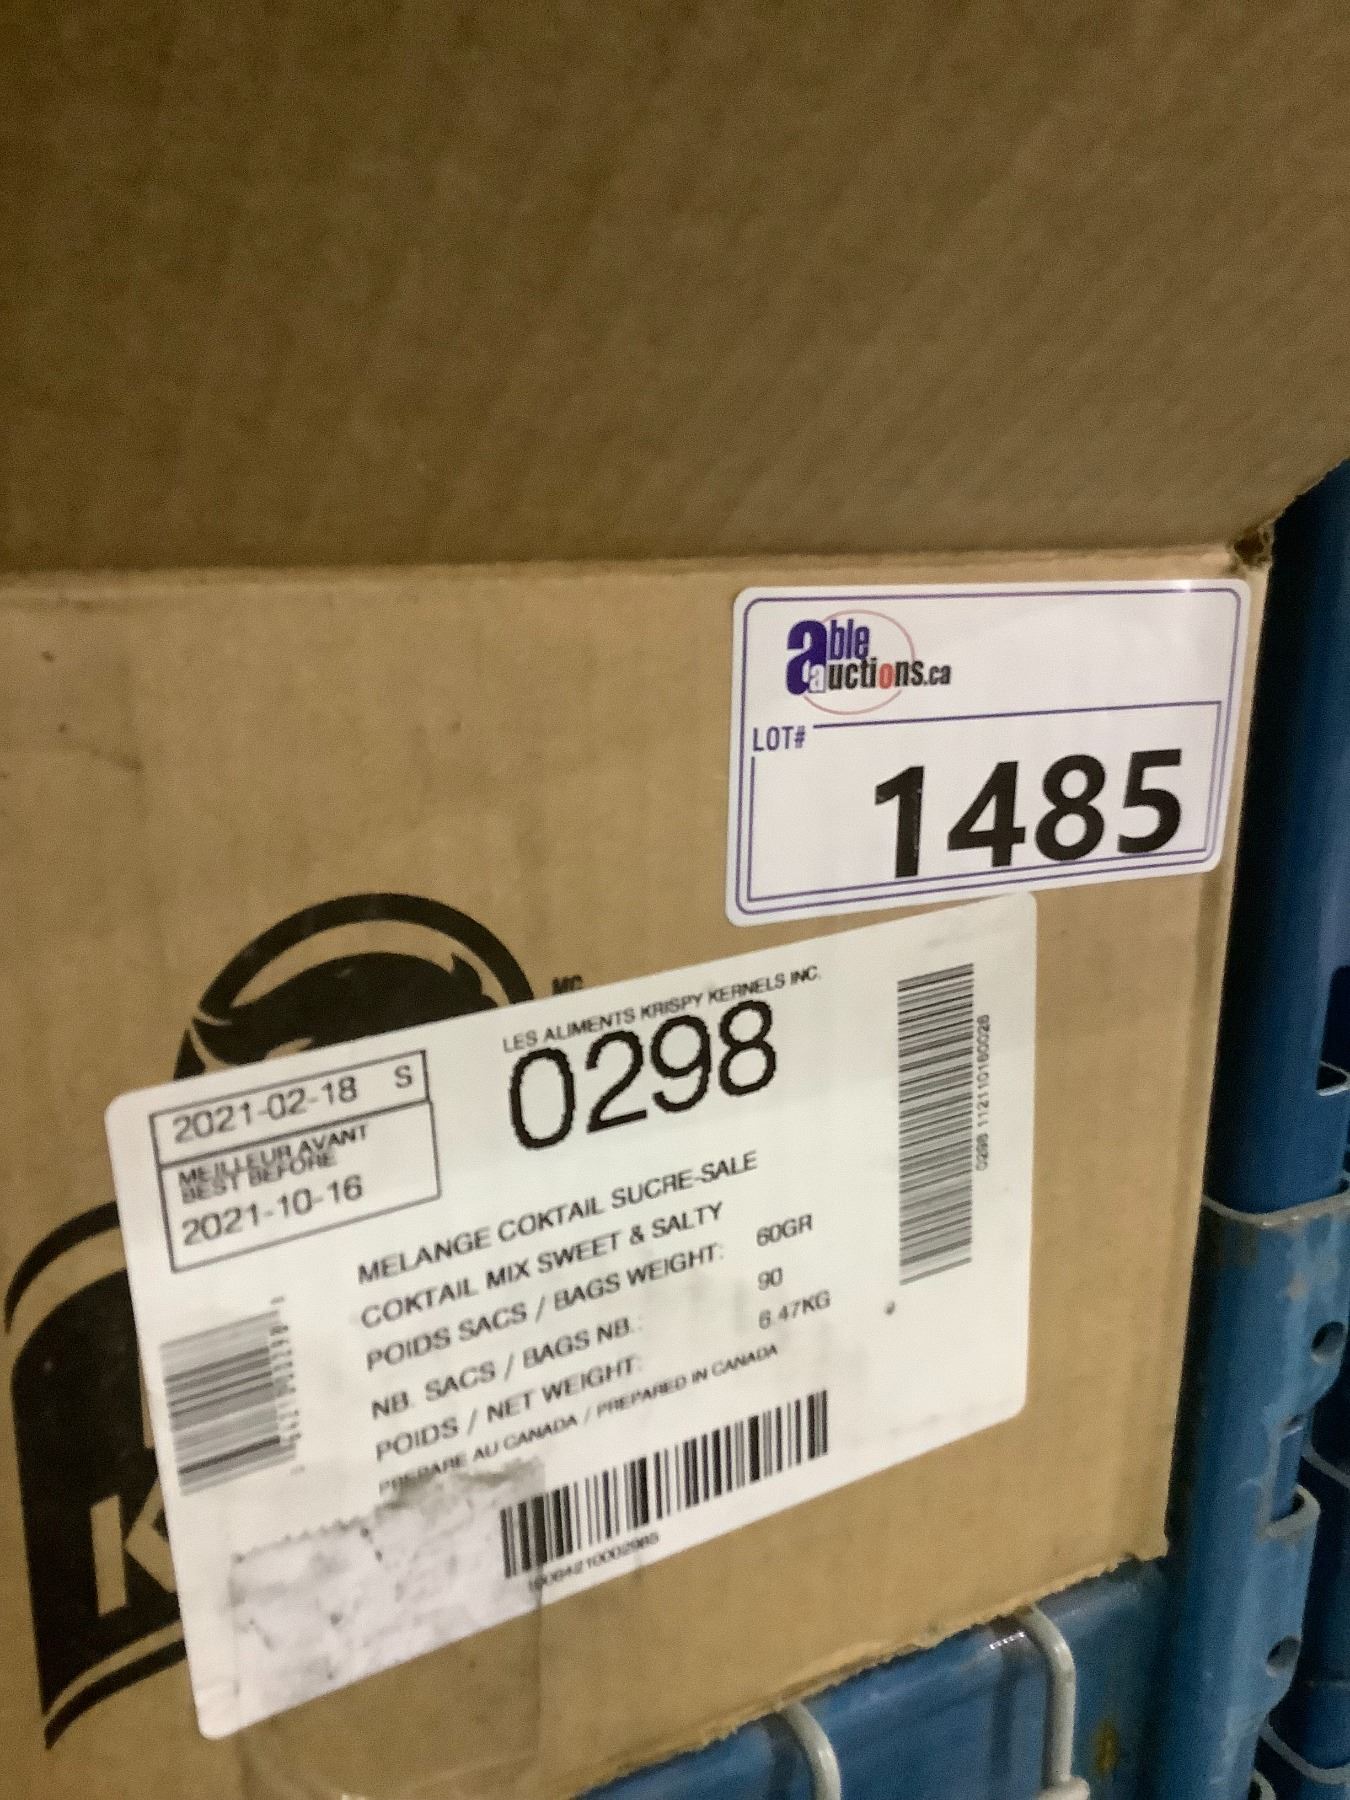 able
auctions.ca
LOT#
1485
MC
LES ALIMENTS KRISPY KERNELS INC.
0298
2021-02-18 S
MEILLEUR AVANT
BEST BEFORE
2021-10-16
MELANGE COKTAIL SUCRE-SALE
COKTAIL MIX SWEET & SALTY
POIDS SACS / BAGS WEIGHT: 60GR
NB. SACS / BAGS NB.: 90
POIDS / NET WEIGHT: 6.47KG
PREPARE AU CANADA / PREPARED IN CANADA
K